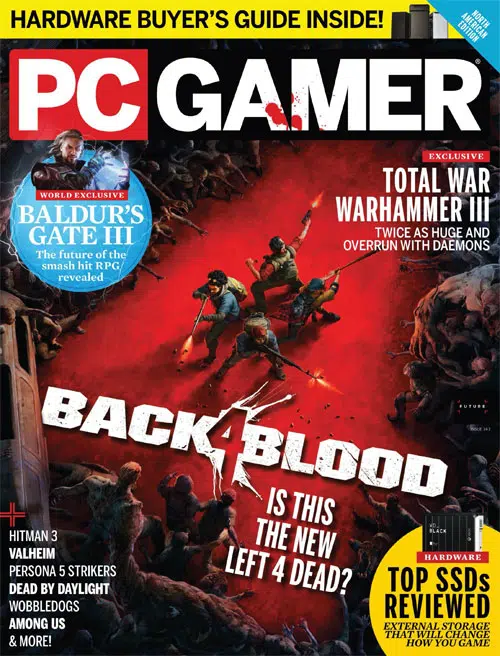 HARDWARE BUYER'S GUIDE INSIDE!
NORTH
AMERICAN
EDITION
PC GAMER
EXCLUSIVE
TOTAL WAR
WARHAMMER III
TWICE AS HUGE AND
OVERRUN WITH DAEMONS
WORLD EXCLUSIVE
BALDUR'S
GATE III
The future of the
smash hit RPG
revealed
BACK 4 BLOOD
IS THIS
THE NEW
LEFT 4 DEAD?
FUTURE
HITMAN 3
VALHEIM
PERSONA 5 STRIKERS
DEAD BY DAYLIGHT
WOBBLEDOGS
AMONG US
& MORE!
WD_
BLACK
HARDWARE
TOP SSDs
REVIEWED
EXTERNAL STORAGE
THAT WILL CHANGE
HOW YOU GAME